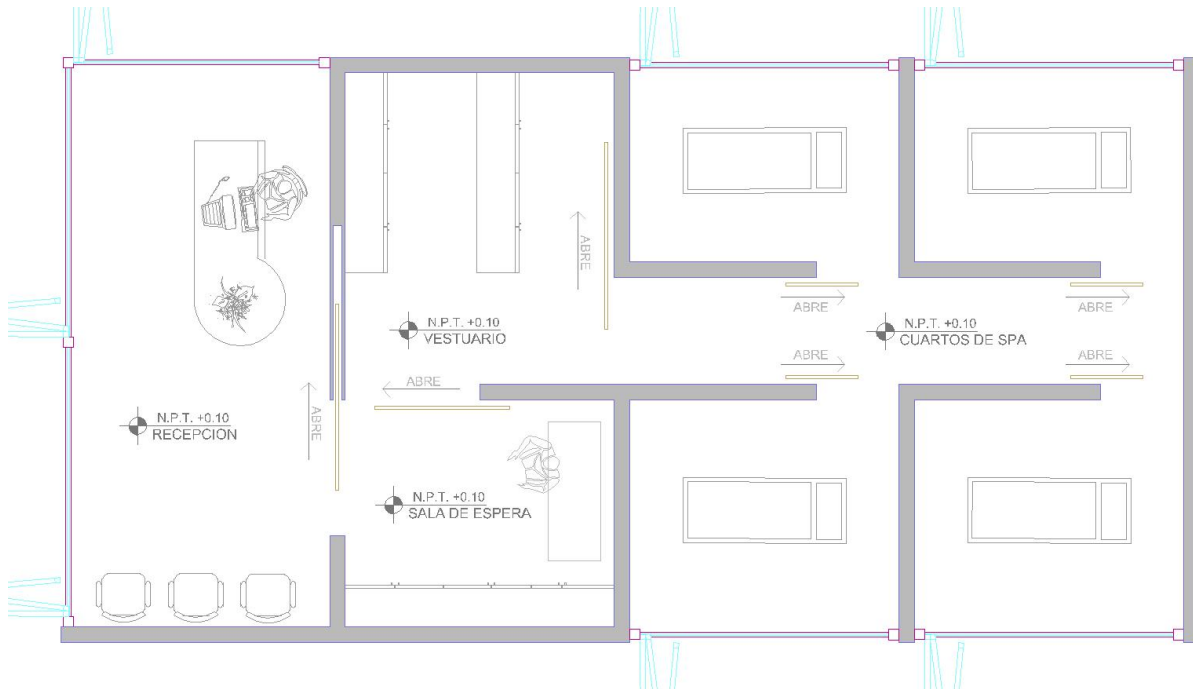 ABRE
N.P.T. +0.10
RECEPCION
ABRE
N.P.T. +0.10
VESTUARIO
ABRE
ABRE
N.P.T. +0.10
SALA DE ESPERA
ABRE
ABRE
N.P.T. +0.10
CUARTOS DE SPA
ABRE
ABRE